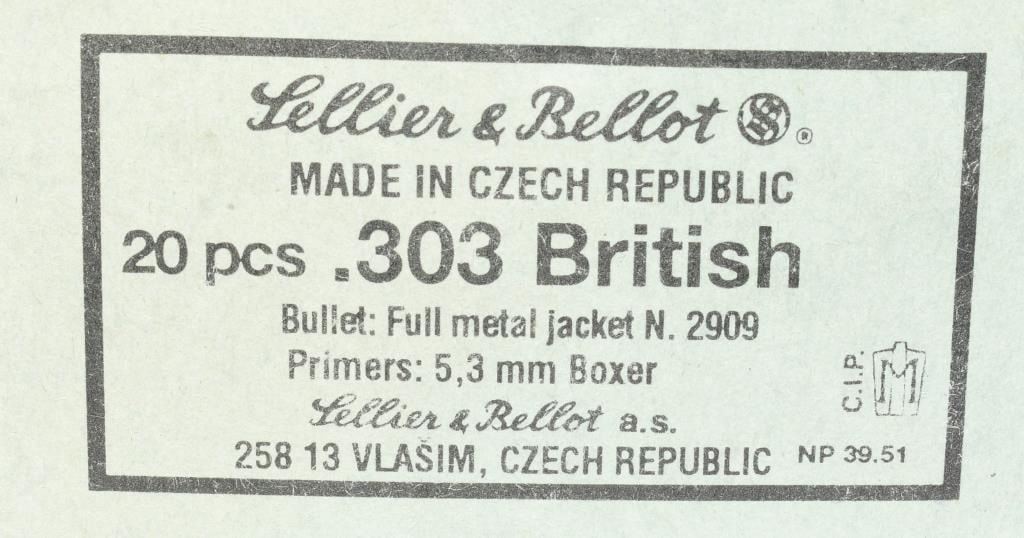 Sellier & Bellot ®
MADE IN CZECH REPUBLIC
20 pcs .303 British
Bullet: Full metal jacket N. 2909
Primers: 5,3 mm Boxer
C.I.P.
Sellier & Bellot a.s.
258 13 VLAŠIM, CZECH REPUBLIC NP 39.51